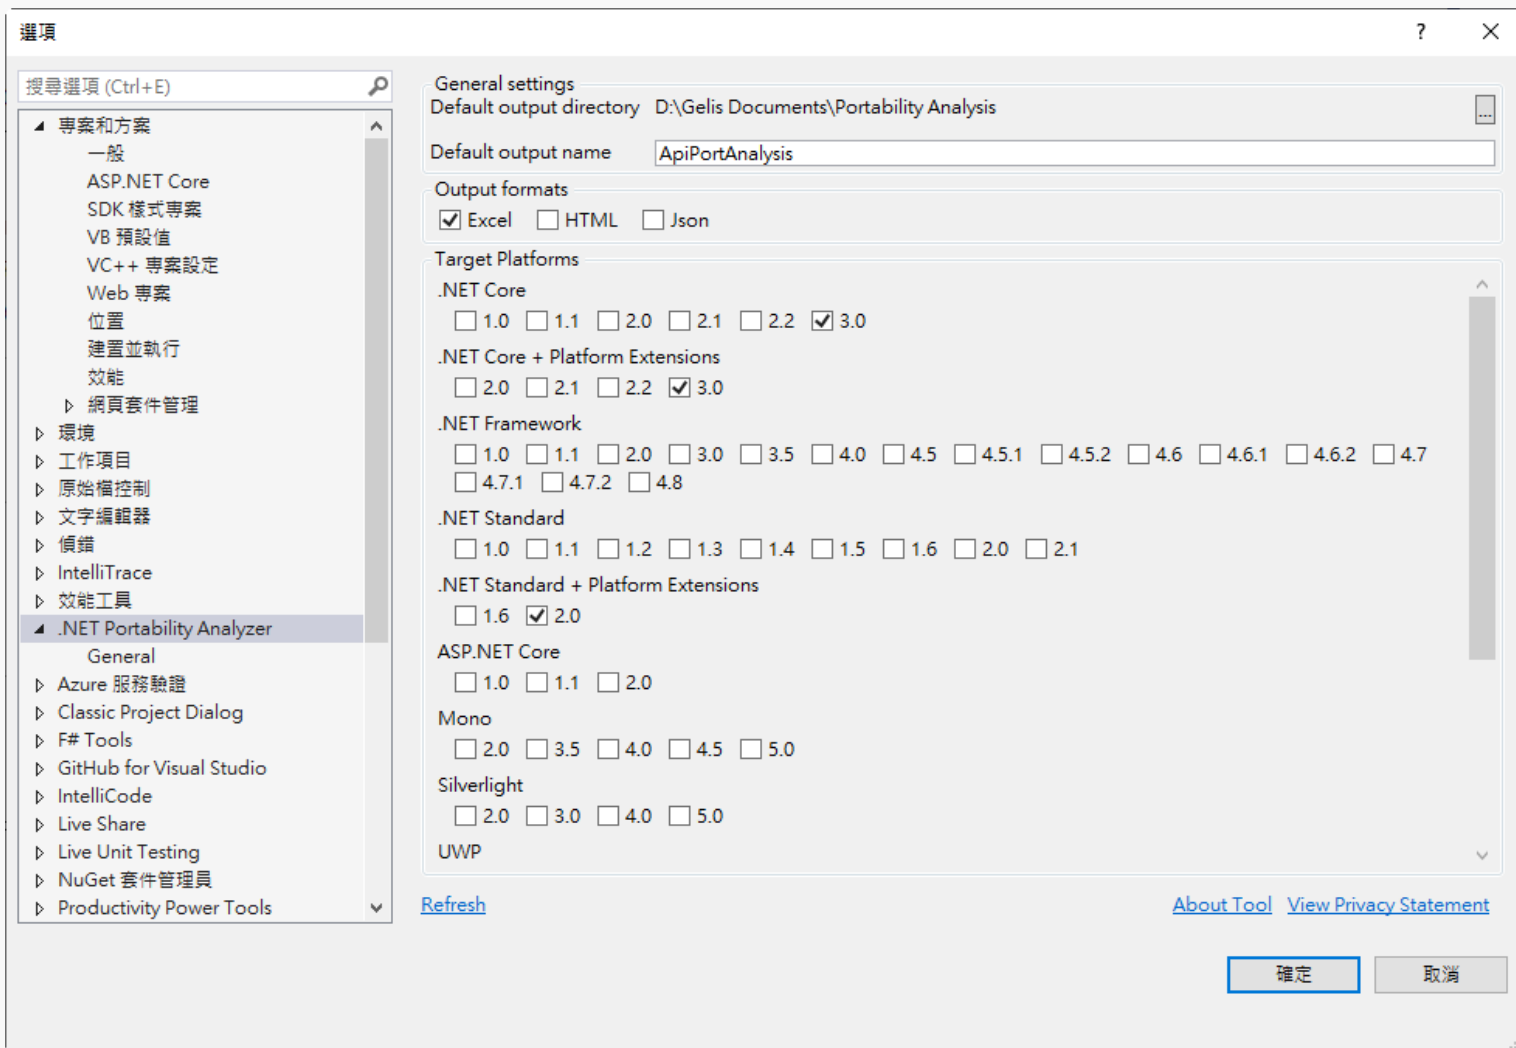 選項
?
搜尋選項 (Ctrl+E)
專案和方案
一般
ASP.NET Core
SDK 樣式專案
VB 預設值
VC++ 專案設定
Web 專案
位置
建置並執行
效能
網頁套件管理
環境
工作項目
原始檔控制
文字編輯器
偵錯
IntelliTrace
效能工具
.NET Portability Analyzer
General
Azure 服務驗證
Classic Project Dialog
F# Tools
GitHub for Visual Studio
IntelliCode
Live Share
Live Unit Testing
NuGet 套件管理員
Productivity Power Tools
General settings
Default output directory D:\Gelis Documents\Portability Analysis
...
Default output name ApiPortAnalysis
Output formats
Excel HTML Json
Target Platforms
.NET Core
1.0 1.1 2.0 2.1 2.2 3.0
.NET Core + Platform Extensions
2.0 2.1 2.2 3.0
.NET Framework
1.0 1.1 2.0 3.0 3.5 4.0 4.5 4.5.1 4.5.2 4.6 4.6.1 4.6.2 4.7
4.7.1 4.7.2 4.8
.NET Standard
1.0 1.1 1.2 1.3 1.4 1.5 1.6 2.0 2.1
.NET Standard + Platform Extensions
1.6 2.0
ASP.NET Core
1.0 1.1 2.0
Mono
2.0 3.5 4.0 4.5 5.0
Silverlight
2.0 3.0 4.0 5.0
UWP
Refresh About Tool View Privacy Statement
確定 取消